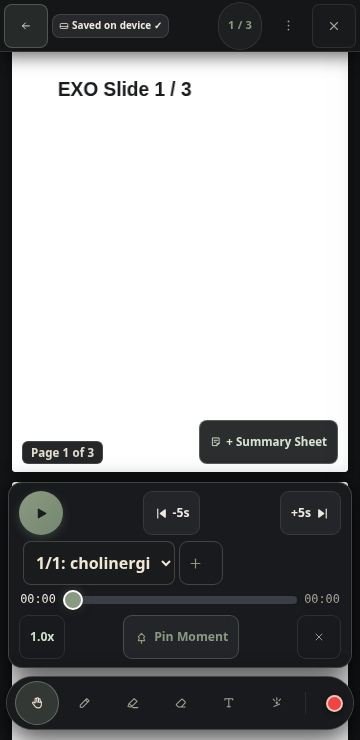 Saved on device ✓
1 / 3
EXO Slide 1 / 3
+ Summary Sheet
Page 1 of 3
-5s
+5s
1/1: cholinergi
00:00
00:00
1.0x
Pin Moment